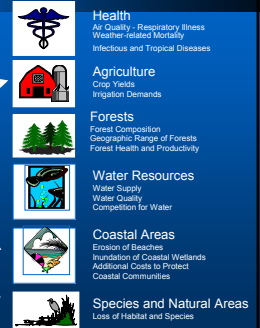 Health
Air Quality - Respiratory Illness
Weather-related Mortality
Infectious and Tropical Diseases
Agriculture
Crop Yields
Irrigation Demands
Forests
Forest Composition
Geographic Range of Forests
Forest Health and Productivity
Water Resources
Water Supply
Water Quality
Competition for Water
Coastal Areas
Erosion of Beaches
Inundation of Coastal Wetlands
Additional Costs to Protect
Coastal Communities
Species and Natural Areas
Loss of Habitat and Species